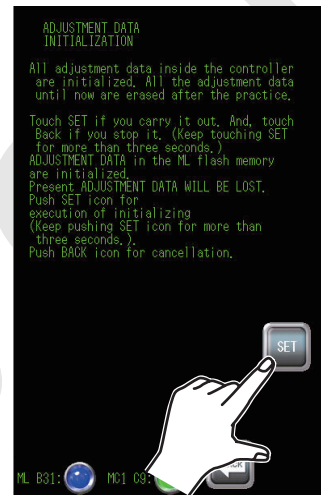 ADJUSTMENT DATA
INITIALIZATION
All adjustment data inside the controller
are initialized. All the adjustment data
until now are erased after the practice.
Touch SET if you carry it out. And, touch
Back if you stop it. (Keep touching SET
for more than three seconds.)
ADJUSTMENT DATA in the ML flash memory
are initialized.
Present ADJUSTMENT DATA WILL BE LOST.
Push SET icon for
execution of initializing
(Keep pushing SET icon for more than
three seconds.).
Push BACK icon for cancellation.
SET
ML B31: MC1 C9: